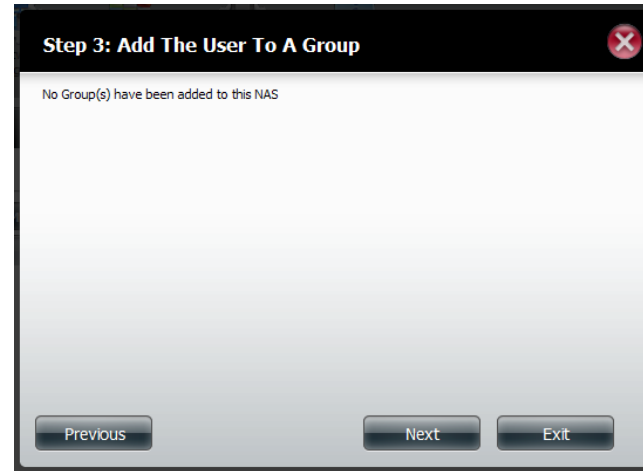 Step 3: Add The User To A Group
No Group(s) have been added to this NAS
Previous
Next
Exit